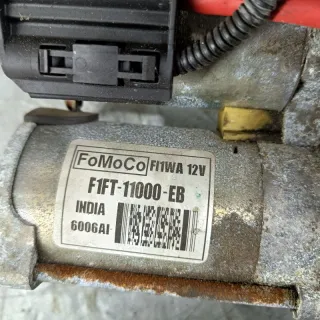 FoMoCo FI1WA 12V
F1FT-11000-EB
INDIA
6006AI